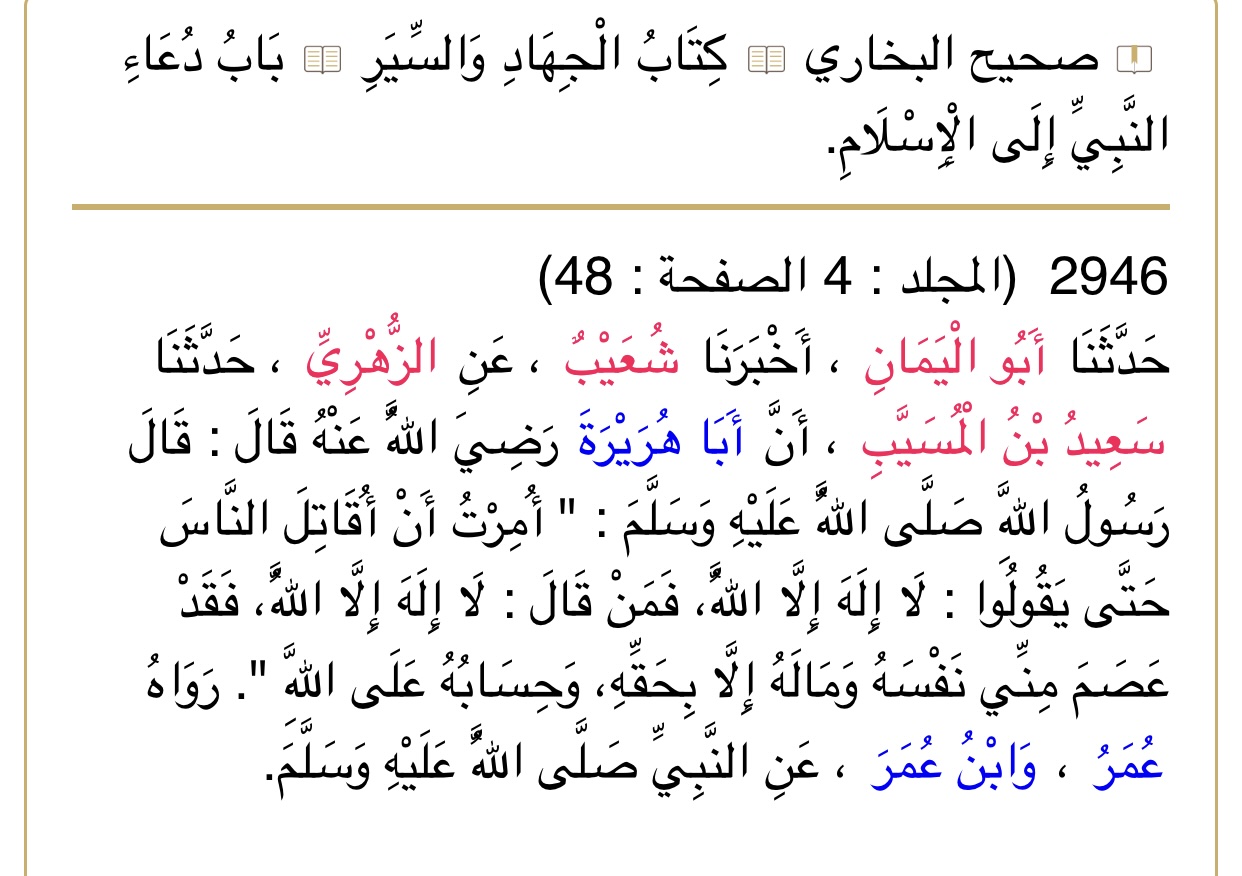 صحيح البخاري كِتَابُ الْجِهَادِ وَالسِّيَرِ بَابُ دُعَاءِ
النَّبِيِّ إِلَى الْإِسْلَامِ.
2946 (المجلد : 4 الصفحة : 48)
حَدَّثَنَا أَبُو الْيَمَانِ ، أَخْبَرَنَا شُعَيْبٌ ، عَنِ الزُّهْرِيِّ ، حَدَّثَنَا
سَعِيدُ بْنُ الْمُسَيَّبِ ، أَنَّ أَبَا هُرَيْرَةَ رَضِيَ اللَّهُ عَنْهُ قَالَ : قَالَ
رَسُولُ اللَّهِ صَلَّى اللَّهُ عَلَيْهِ وَسَلَّمَ : " أُمِرْتُ أَنْ أُقَاتِلَ النَّاسَ
حَتَّى يَقُولُوا : لَا إِلَهَ إِلَّا اللَّهُ، فَمَنْ قَالَ : لَا إِلَهَ إِلَّا اللَّهُ، فَقَدْ
عَصَمَ مِنِّي نَفْسَهُ وَمَالَهُ إِلَّا بِحَقِّهِ، وَحِسَابُهُ عَلَى اللَّهِ ". رَوَاهُ
عُمَرُ ، وَابْنُ عُمَرَ ، عَنِ النَّبِيِّ صَلَّى اللَّهُ عَلَيْهِ وَسَلَّمَ.